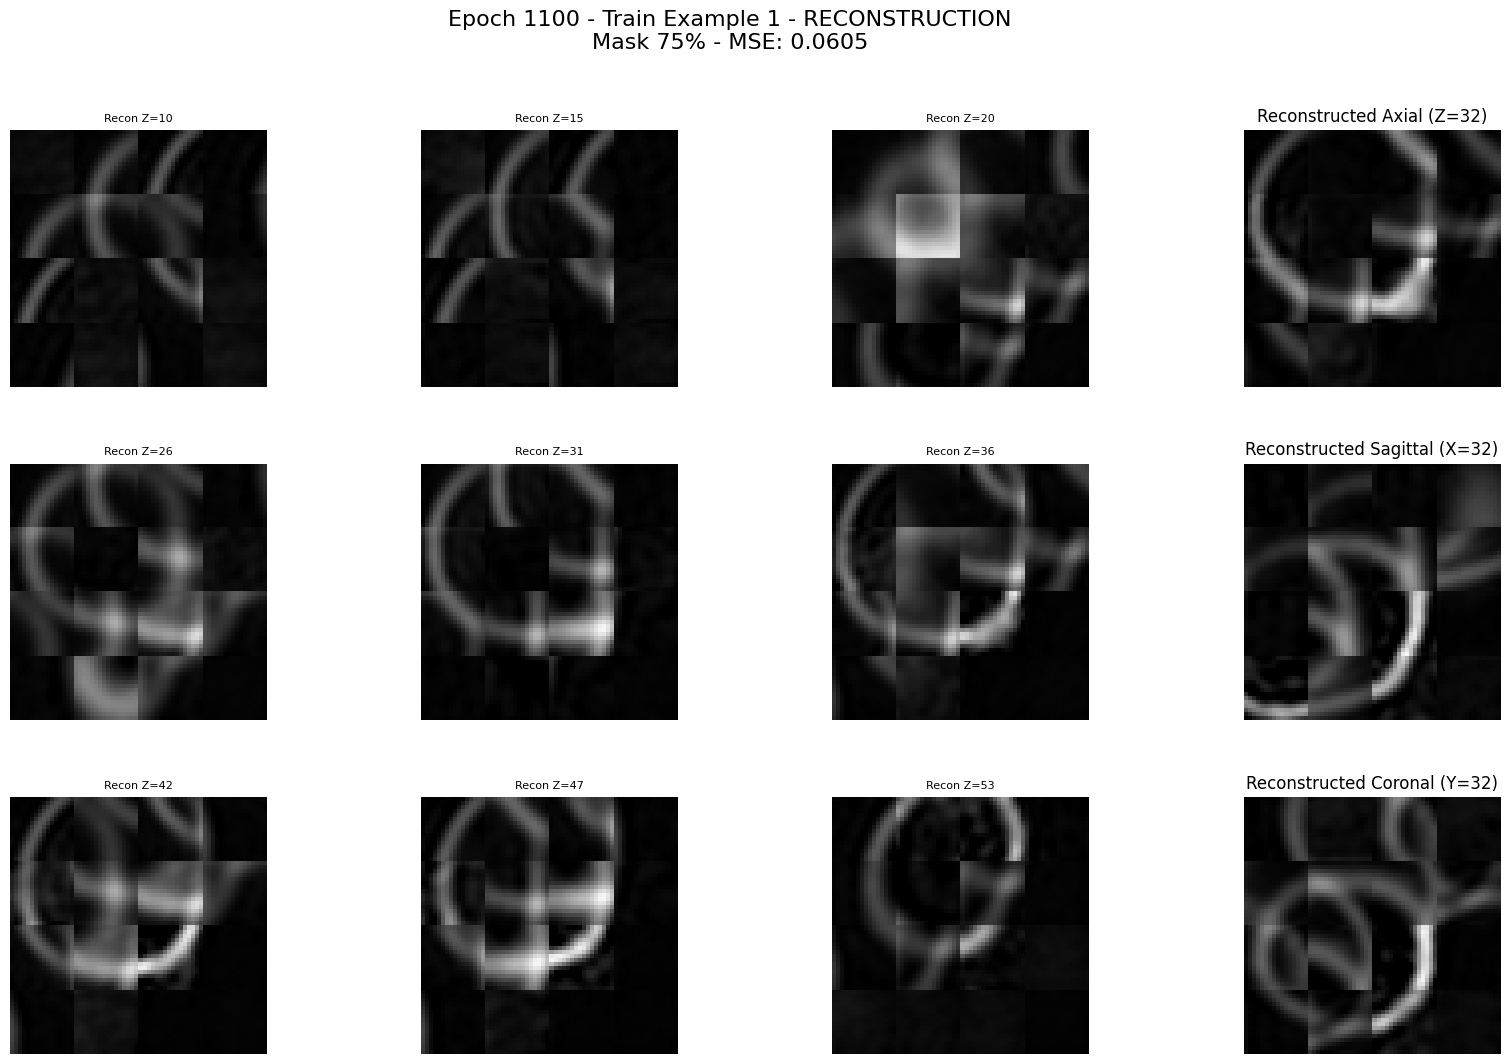 Epoch 1100 - Train Example 1 - RECONSTRUCTION
Mask 75% - MSE: 0.0605
Recon Z=10
Recon Z=15
Recon Z=20
Reconstructed Axial (Z=32)
Recon Z=26
Recon Z=31
Recon Z=36
Reconstructed Sagittal (X=32)
Recon Z=42
Recon Z=47
Recon Z=53
Reconstructed Coronal (Y=32)